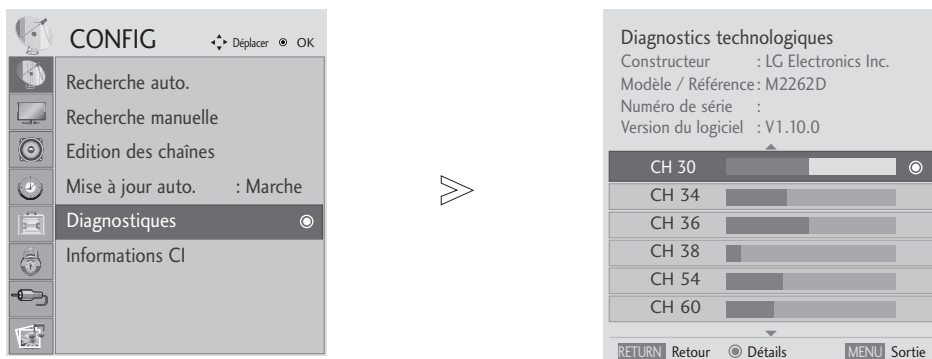 CONFIG Déplacer OK
Recherche auto.
Recherche manuelle
Edition des chaînes
Mise à jour auto. : Marche
Diagnostiques
Informations CI
Diagnostics technologiques
Constructeur : LG Electronics Inc.
Modèle / Référence : M2262D
Numéro de série :
Version du logiciel : V1.10.0
CH 30
CH 34
CH 36
CH 38
CH 54
CH 60
RETURN Retour Détails MENU Sortie